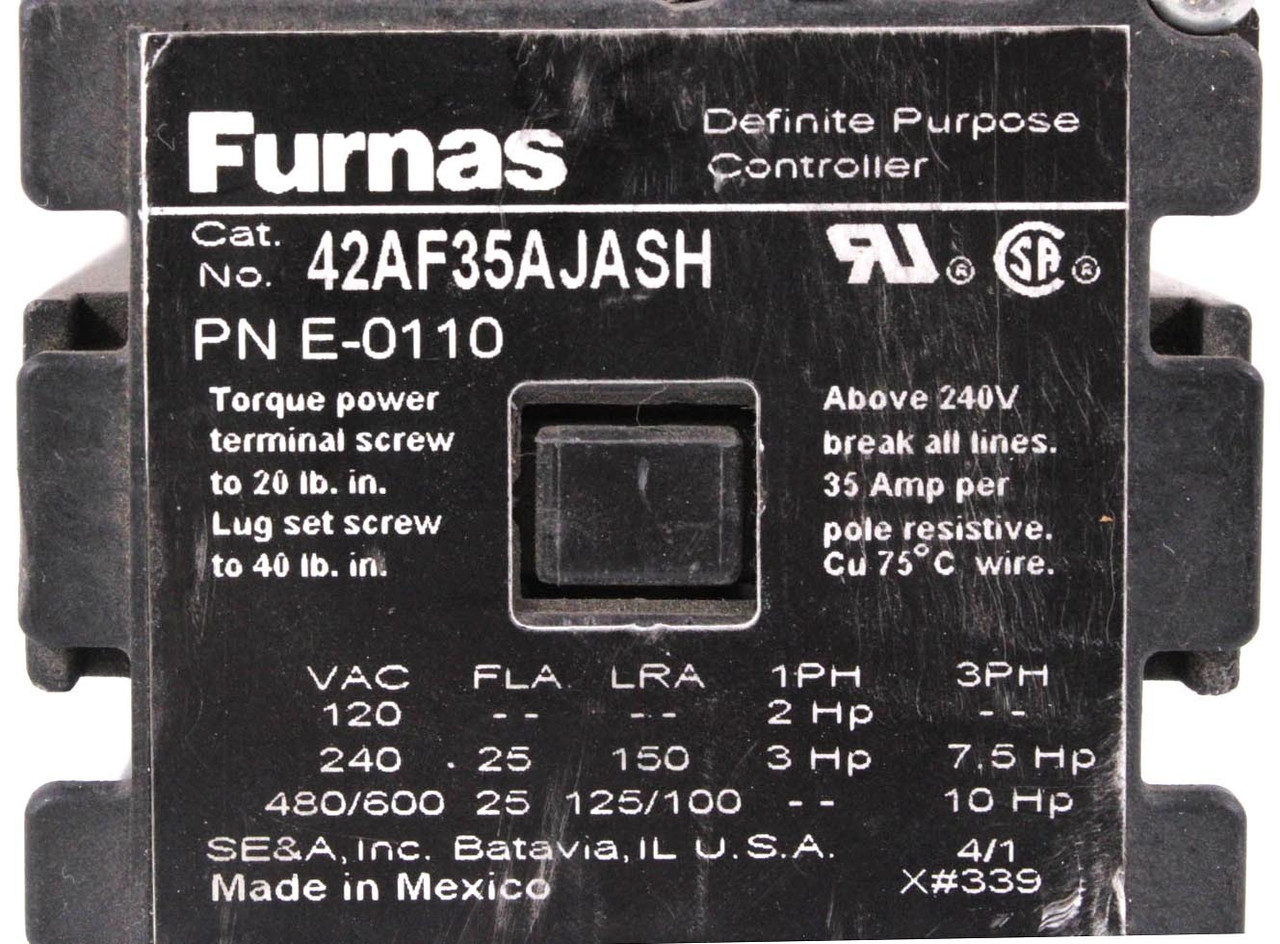 Furnas
Definite Purpose
Controller
Cat.
No. 42AF35AJASH
PN E-0110
Torque power
terminal screw
to 20 lb. in.
Lug set screw
to 40 lb. in.
Above 240V
break all lines.
35 Amp per
pole resistive.
Cu 75°C wire.
VAC FLA LRA 1PH 3PH
120 -- -- 2 Hp --
240 25 150 3 Hp 7.5 Hp
480/600 25 125/100 -- 10 Hp
SE&A, Inc. Batavia, IL U.S.A. 4/1
Made in Mexico X#339